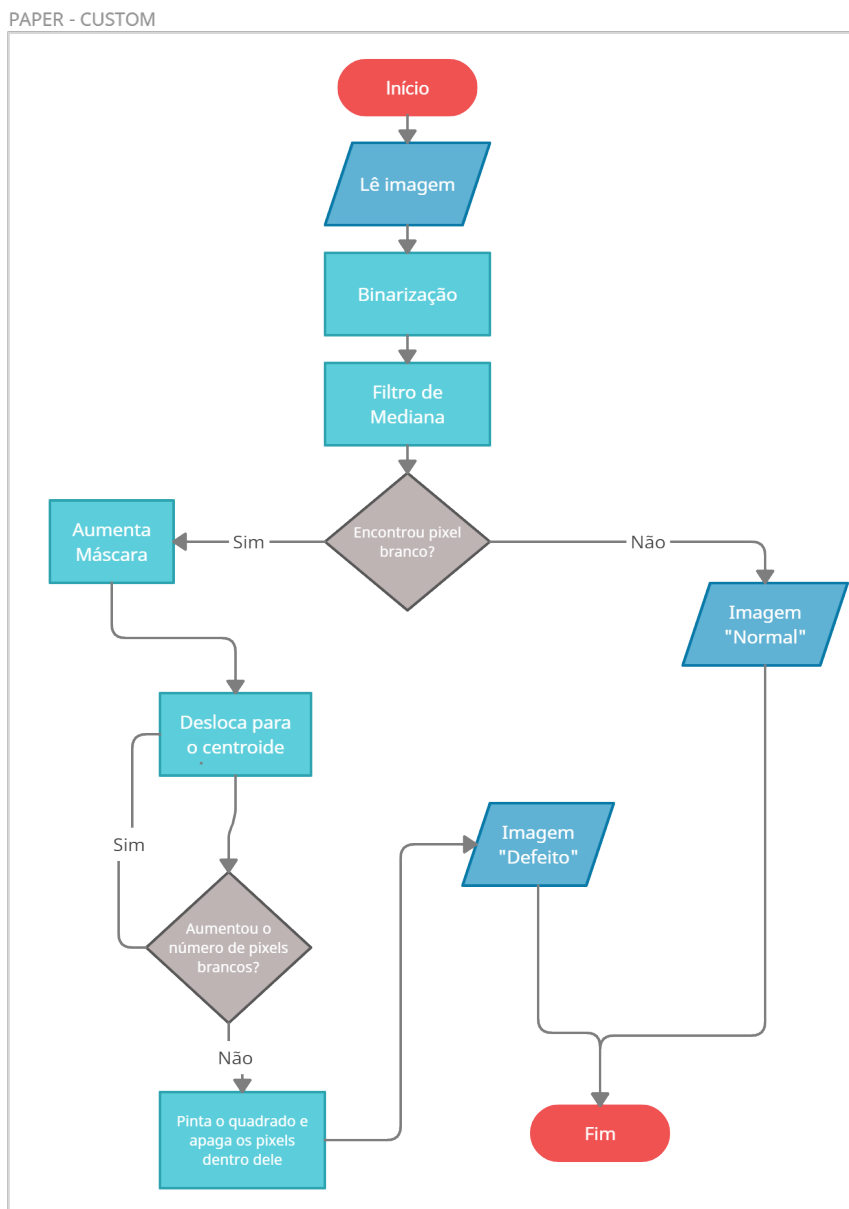 PAPER - CUSTOM
Início
Lê imagem
Binarização
Filtro de
Mediana
Encontrou pixel
branco?
Sim
Não
Aumenta
Máscara
Imagem
"Normal"
Desloca para
o centroide
Sim
Imagem
"Defeito"
Aumentou o
número de pixels
brancos?
Não
Pinta o quadrado e
apaga os pixels
dentro dele
Fim